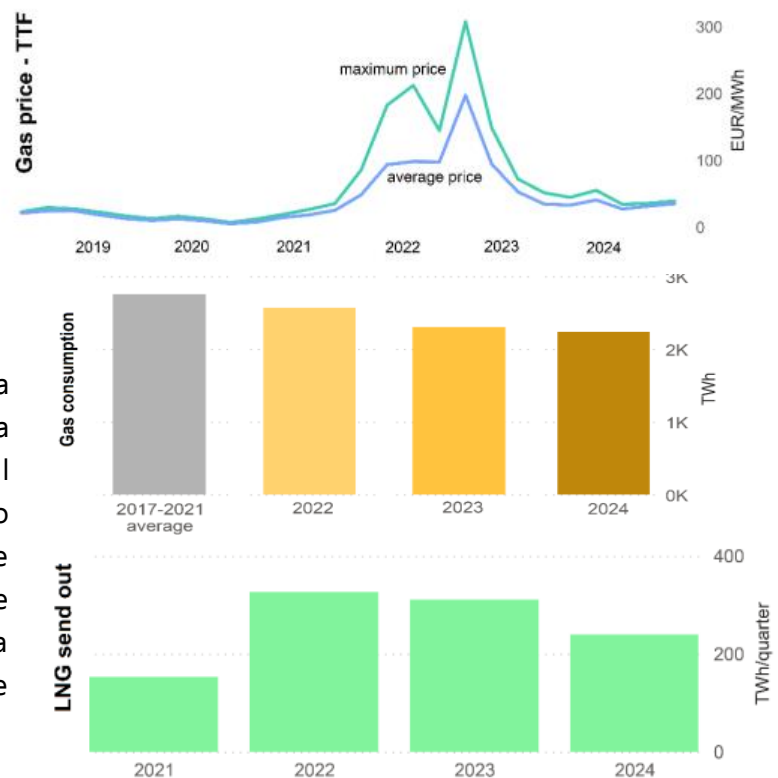 Gas price - TTF
maximum price
average price
300
200
100
0
EUR/MWh
2019 2020 2021 2022 2023 2024
Gas consumption
3K
2K
1K
0K
TWh
2017-2021 2022 2023 2024
average
a
a
l
o
e
e
a
e
LNG send out
400
200
0
TWh/quarter
2021 2022 2023 2024